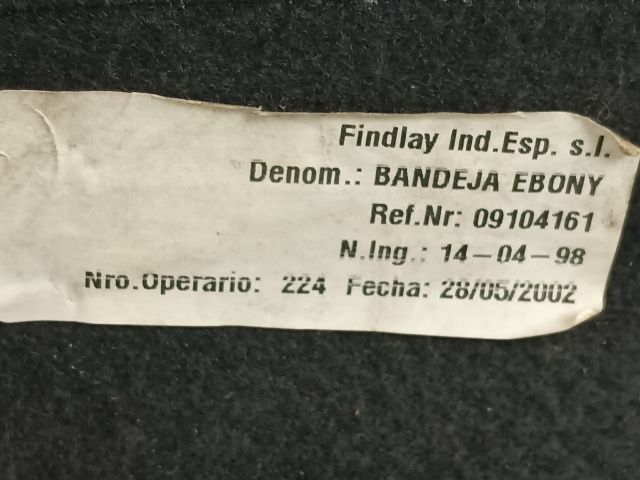 Findlay Ind.Esp. s.l.
Denom.: BANDEJA EBONY
Ref.Nr: 09104161
N.Ing.: 14-04-98
Nro.Operario: 224 Fecha: 28/05/2002